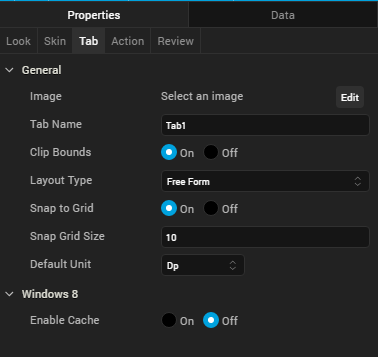 Properties Data
Look Skin Tab Action Review
General
Image Select an image Edit
Tab Name Tab1
Clip Bounds On Off
Layout Type Free Form
Snap to Grid On Off
Snap Grid Size 10
Default Unit Dp
Windows 8
Enable Cache On Off